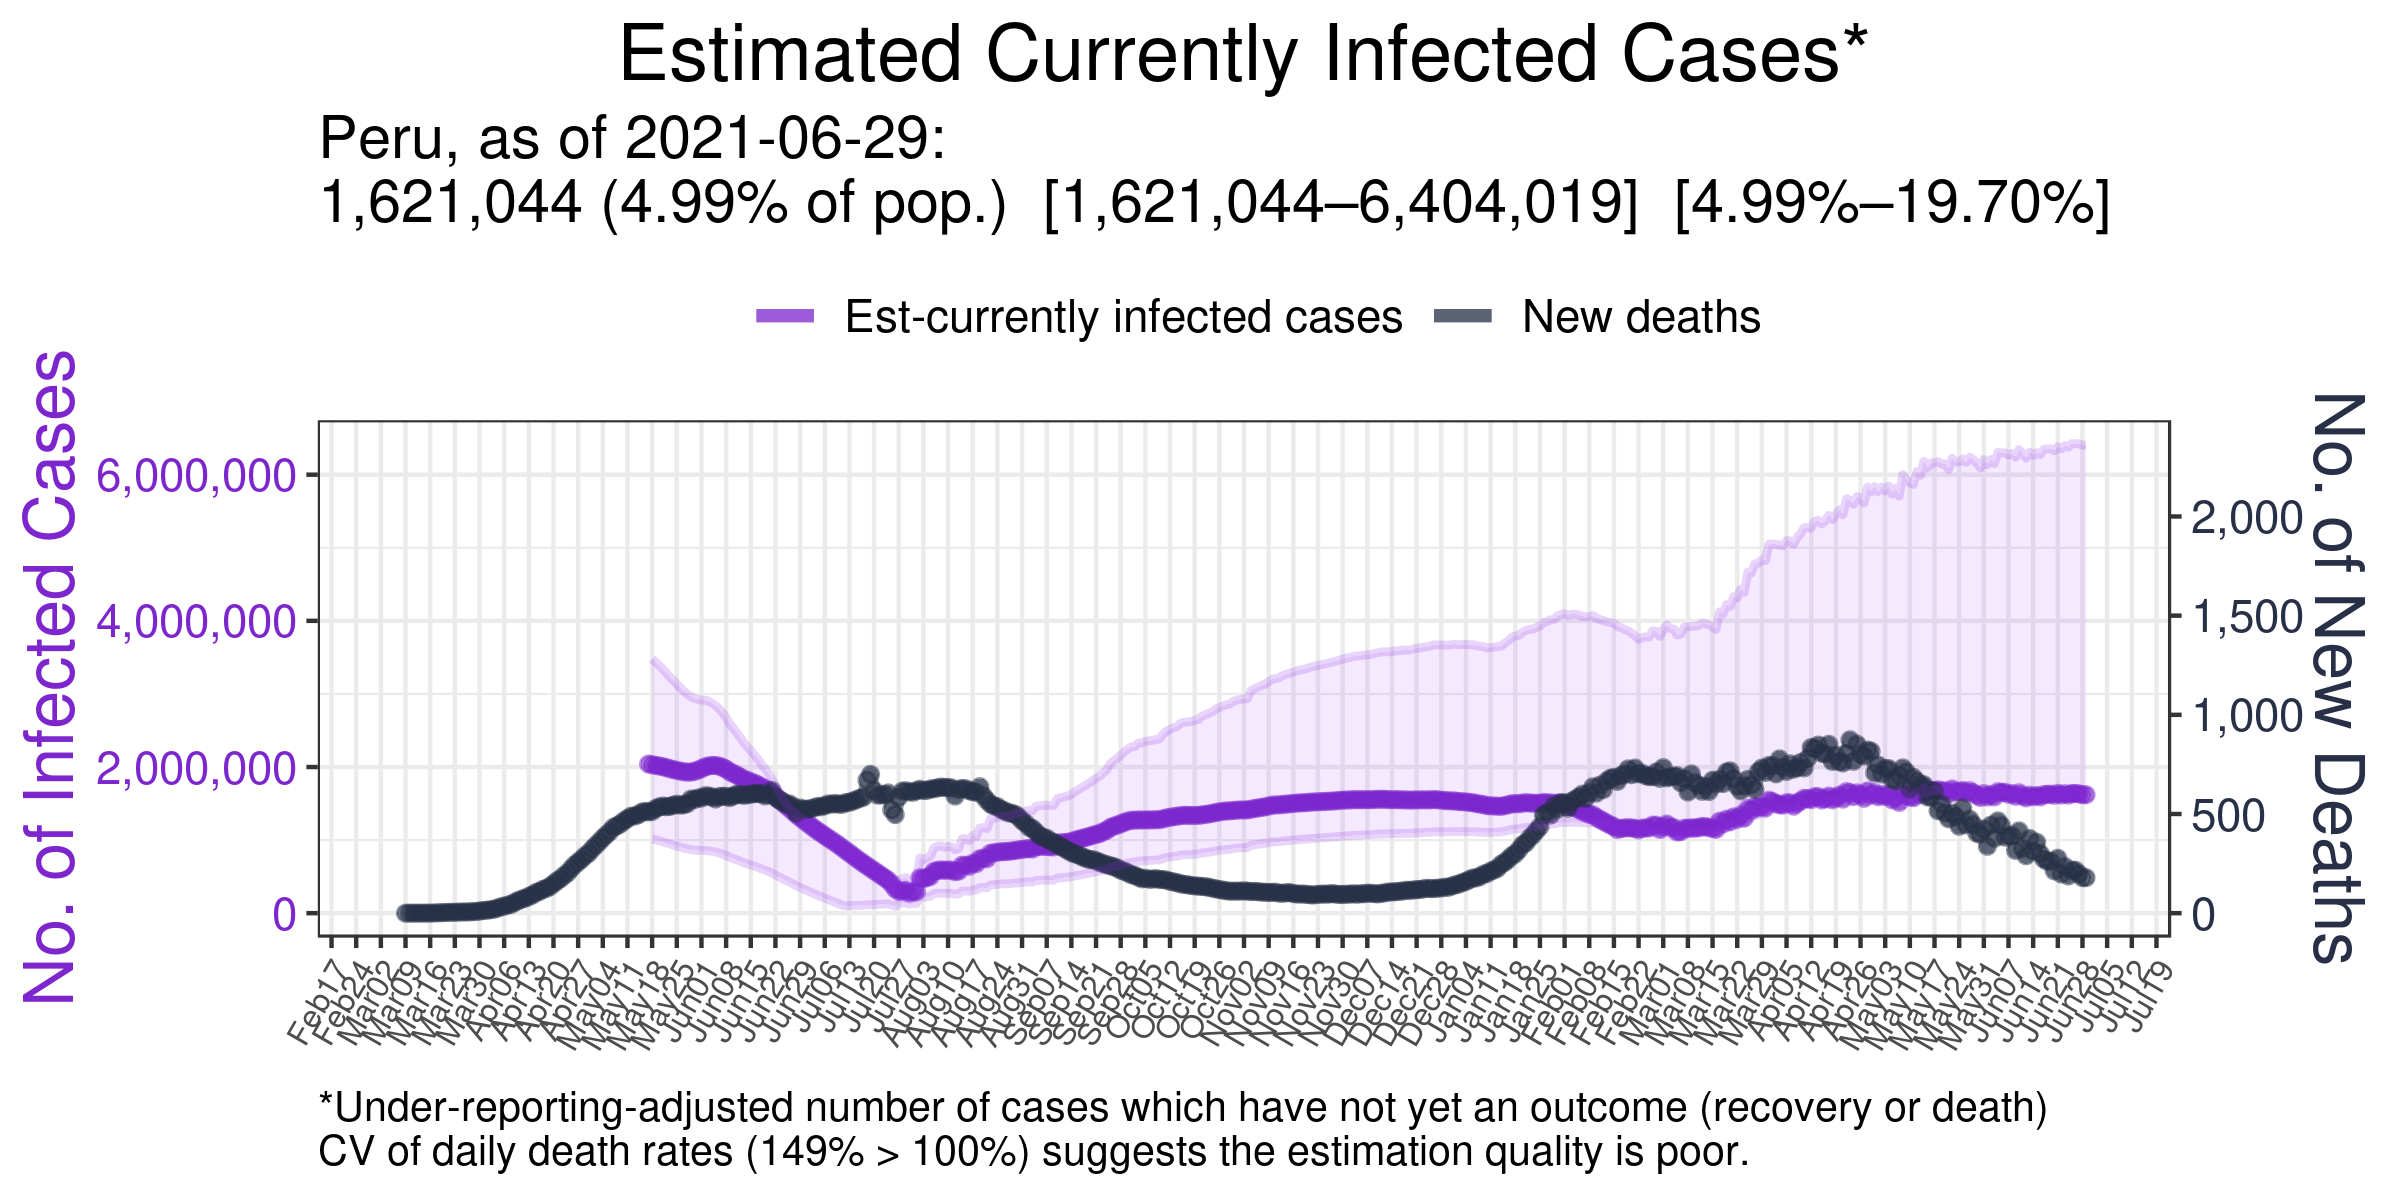 Estimated Currently Infected Cases*
Peru, as of 2021-06-29:
1,621,044 (4.99% of pop.) [1,621,044–6,404,019] [4.99%–19.70%]
Est-currently infected cases New deaths
No. of Infected Cases
6,000,000
4,000,000
2,000,000
0
No. of New Deaths
2,000
1,500
1,000
500
0
Feb17 Feb24 Mar02 Mar09 Mar16 Mar23 Mar30 Apr06 Apr13 Apr20 Apr27 May04 May11 May18 May25 Jun01 Jun08 Jun15 Jun22 Jun29 Jul06 Jul13 Jul20 Jul27 Aug03 Aug10 Aug17 Aug24 Aug31 Sep07 Sep14 Sep21 Sep28 Oct05 Oct12 Oct19 Oct26 Nov02 Nov09 Nov16 Nov23 Nov30 Dec07 Dec14 Dec21 Dec28 Jan04 Jan11 Jan18 Jan25 Feb01 Feb08 Feb15 Feb22 Mar01 Mar08 Mar15 Mar22 Mar29 Apr05 Apr12 Apr19 Apr26 May03 May10 May17 May24 May31 Jun07 Jun14 Jun21 Jun28 Jul05 Jul12 Jul19
*Under-reporting-adjusted number of cases which have not yet an outcome (recovery or death)
CV of daily death rates (149% > 100%) suggests the estimation quality is poor.